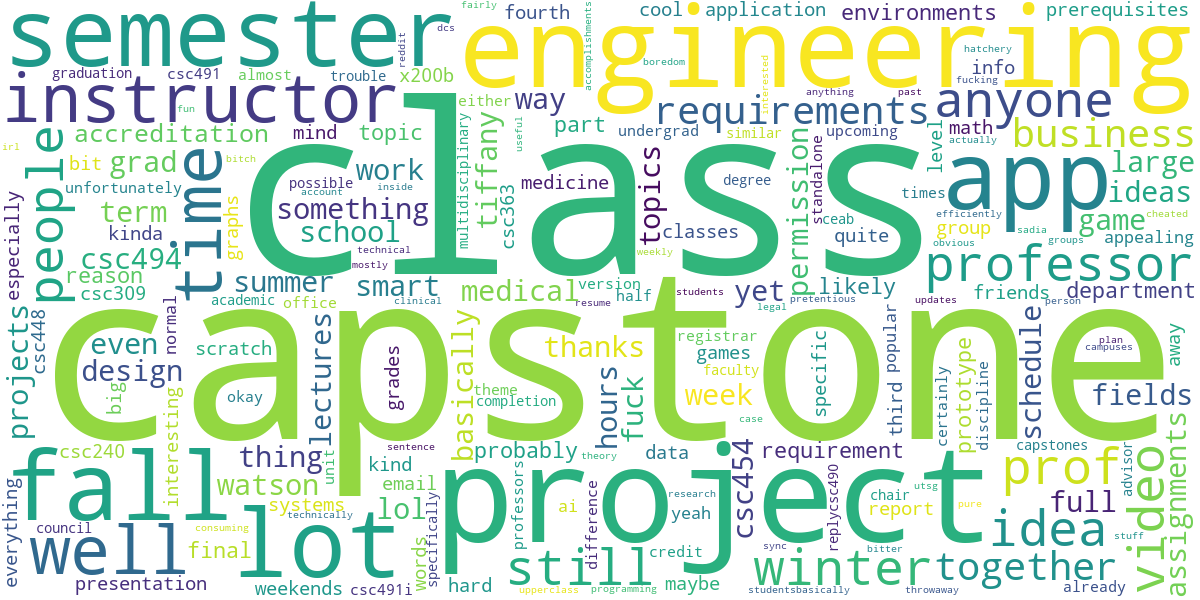 semester
engineering
class
capstone
project
instructor
app
fall
lot
well
time
people
professor
anyone
requirements
business
idea
together
winter
still
prof
video
full
fairly
fourth
cool
application
environments
prerequisites
dcs
reddit
accomplishments
boredom
hatchery
info
fucking
graduation
csc491
almost
trouble
x200b
either
way
interested
anything
past
fun
irl
bitch
accreditation
mind
topic
multidisciplinary
useful
tiffany
part
undergrad
similar
upcoming
level
math
actually
large
bit
grad
unfortunately
possible
account
inside
work
medicine
degree
permission
standalone
times
ideas
efficiently
cheated
especially
term
kinda
graphs
something
school
csc363
topics
classes
ceab
quite
group
obvious
sadia
groups
game
appealing
csc494
reason
csc309
technical
mostly
weekly
summer
smart
medical
version
half
students
yet
likely
pretentious
friends
updates
person
department
academic
office
clinical
resume
legal
projects
csc448
normal
even
design
scratch
big
okay
lectures
grades
basically
theme
completion
thanks
hours
fuck
registrar
games
faculty
week
case
specific
third
popular
certainly
prototype
discipline
schedule
plan
campuses
fields
away
interesting
csc240
thing
unit
sentence
kind
probably
theory
data
requirement
csc454
capstones
advisor
assignments
watson
systems
technically
email
lol
words
specifically
professors
ai
difference
research
yeah
replycsc490
chair
report
utsg
pure
stuff
everything
council
consuming
final
presentation
weekends
csc491i
hard
upperclass
programming
credit
maybe
sync
studentsbasically
bitter
throwaway
already